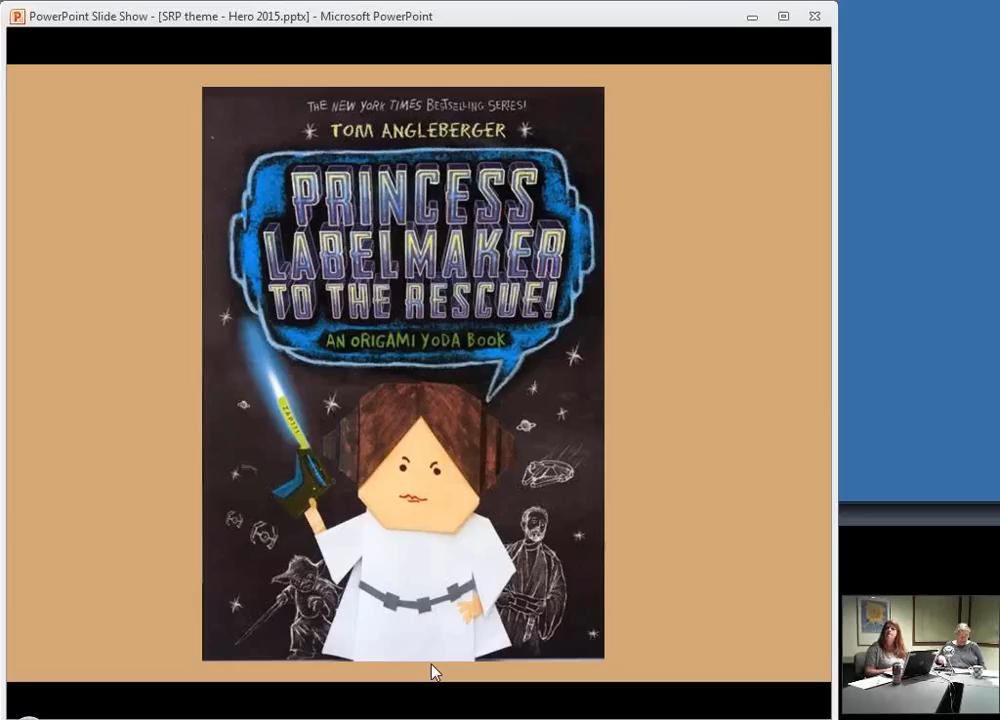 PowerPoint Slide Show - [SRP theme - Hero 2015.pptx] - Microsoft PowerPoint
THE NEW YORK TIMES BESTSELLING SERIES!
TOM ANGLEBERGER
PRINCESS
LABELMAKER
TO THE RESCUE!
AN ORIGAMI YODA BOOK
ZAP!!!